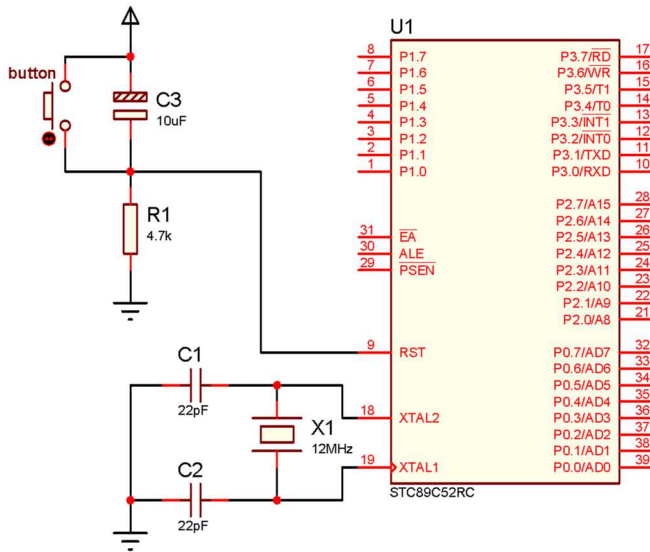 U1
8 P1.7 P3.7/RD 17
7 P1.6 P3.6/WR 16
6 P1.5 P3.5/T1 15
5 P1.4 P3.4/T0 14
4 P1.3 P3.3/INT1 13
3 P1.2 P3.2/INT0 12
2 P1.1 P3.1/TXD 11
1 P1.0 P3.0/RXD 10
P2.7/A15 28
P2.6/A14 27
31 EA P2.5/A13 26
30 ALE P2.4/A12 25
29 PSEN P2.3/A11 24
P2.2/A10 23
P2.1/A9 22
P2.0/A8 21
9 RST P0.7/AD7 32
P0.6/AD6 33
P0.5/AD5 34
P0.4/AD4 35
18 XTAL2 P0.3/AD3 36
P0.2/AD2 37
P0.1/AD1 38
19 XTAL1 P0.0/AD0 39
STC89C52RC
button
C3
10uF
R1
4.7k
C1
22pF
X1
12MHz
C2
22pF